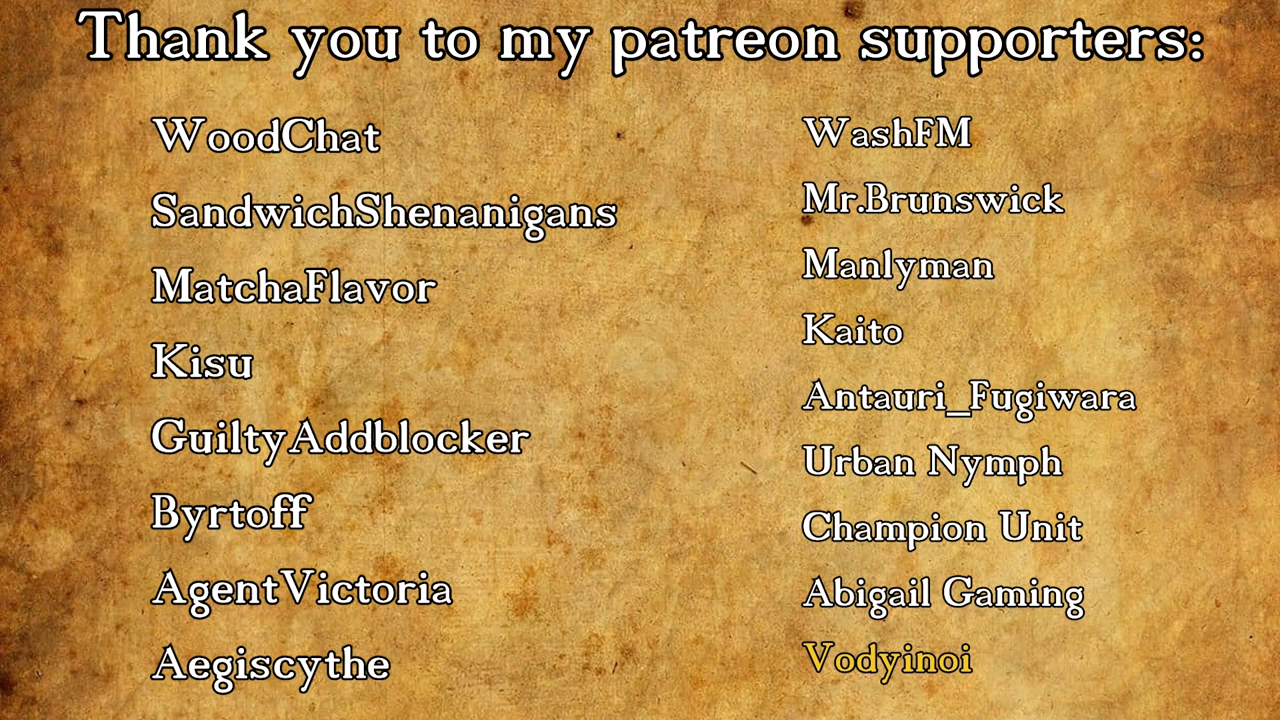 Thank you to my patreon supporters:
WoodChat
SandwichShenanigans
MatchaFlavor
Kisu
GuiltyAddblocker
Byrtoff
AgentVictoria
Aegiscythe
WashFM
Mr.Brunswick
Manlyman
Kaito
Antauri_Fugiwara
Urban Nymph
Champion Unit
Abigail Gaming
Vodyinoi